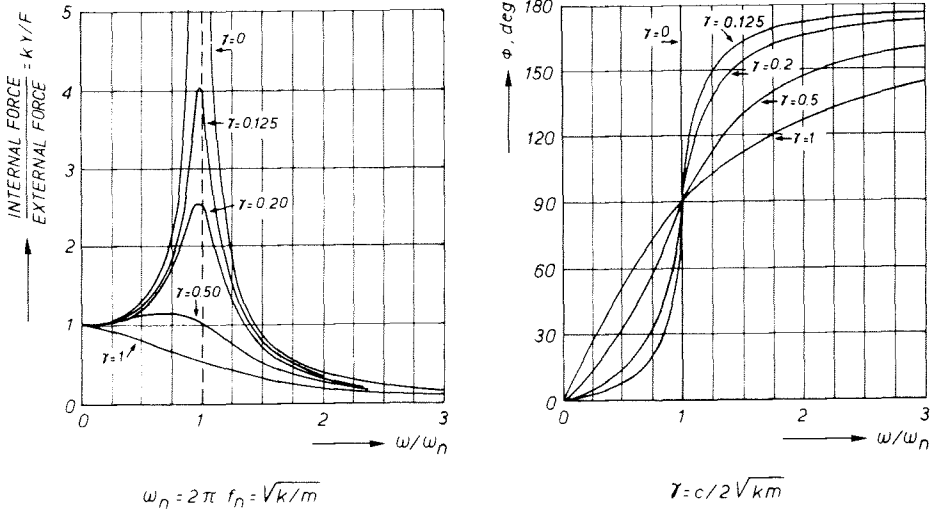 INTERNAL FORCE
EXTERNAL FORCE
= kY/F
5
4
3
2
1
0
γ=0
γ=0.125
γ=0.20
γ=0.50
γ=1
0 1 2 3
ω/ωn
ωn = 2π fn = √k/m
φ, deg
180
150
120
90
60
30
0
γ=0
γ=0.125
γ=0.2
γ=0.5
γ=1
0 1 2 3
ω/ωn
γ=c/2√km